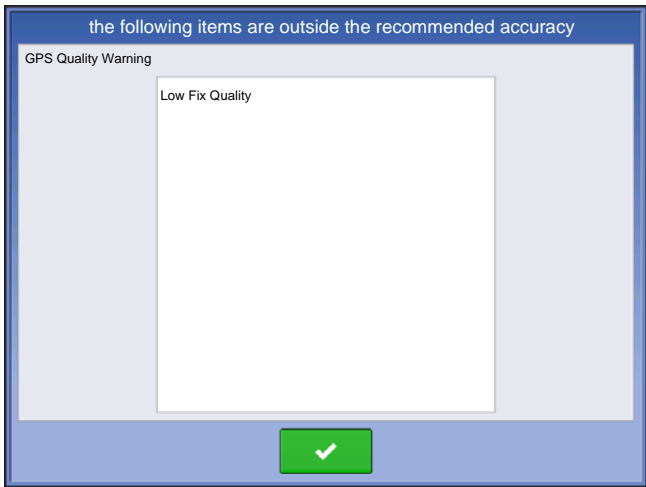 the following items are outside the recommended accuracy
GPS Quality Warning
Low Fix Quality